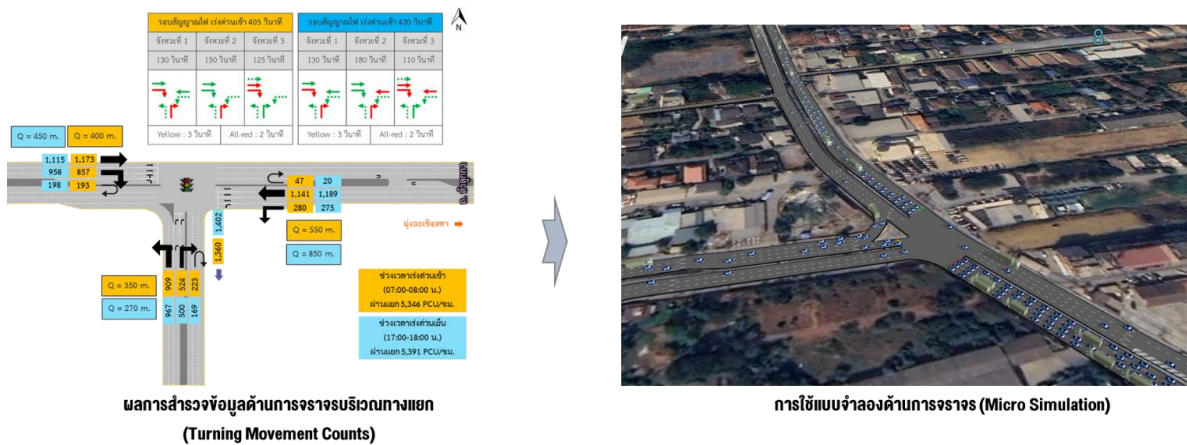 รอบสัญญาณไฟ เร่งด่วนเช้า 405 วินาที
รอบสัญญาณไฟ เร่งด่วนเช้า 420 วินาที
N
จังหวะที่ 1 จังหวะที่ 2 จังหวะที่ 3 จังหวะที่ 1 จังหวะที่ 2 จังหวะที่ 3
130 วินาที 150 วินาที 125 วินาที 130 วินาที 180 วินาที 110 วินาที
Yellow : 3 วินาที All-red : 2 วินาที Yellow : 3 วินาที All-red : 2 วินาที
Q = 450 m. Q = 400 m.
1,115 1,173
958 857
198 193
47 20
1,141 1,189
280 275
ถ. ลำลูกกา
1,402
1,360
มุ่งฉะเชิงเทรา
Q = 550 m.
Q = 850 m.
Q = 350 m.
909 524 223
Q = 270 m.
967 500 169
ช่วงเวลาเร่งด่วนเช้า
(07:00-08:00 น.)
ผ่านแยก 5,346 PCU/ชม.
ช่วงเวลาเร่งด่วนเย็น
(17:00-18:00 น.)
ผ่านแยก 5,391 PCU/ชม.
ผลการสำรวจข้อมูลด้านการจราจรบริเวณทางแยก
(Turning Movement Counts)
การใช้แบบจำลองด้านการจราจร (Micro Simulation)